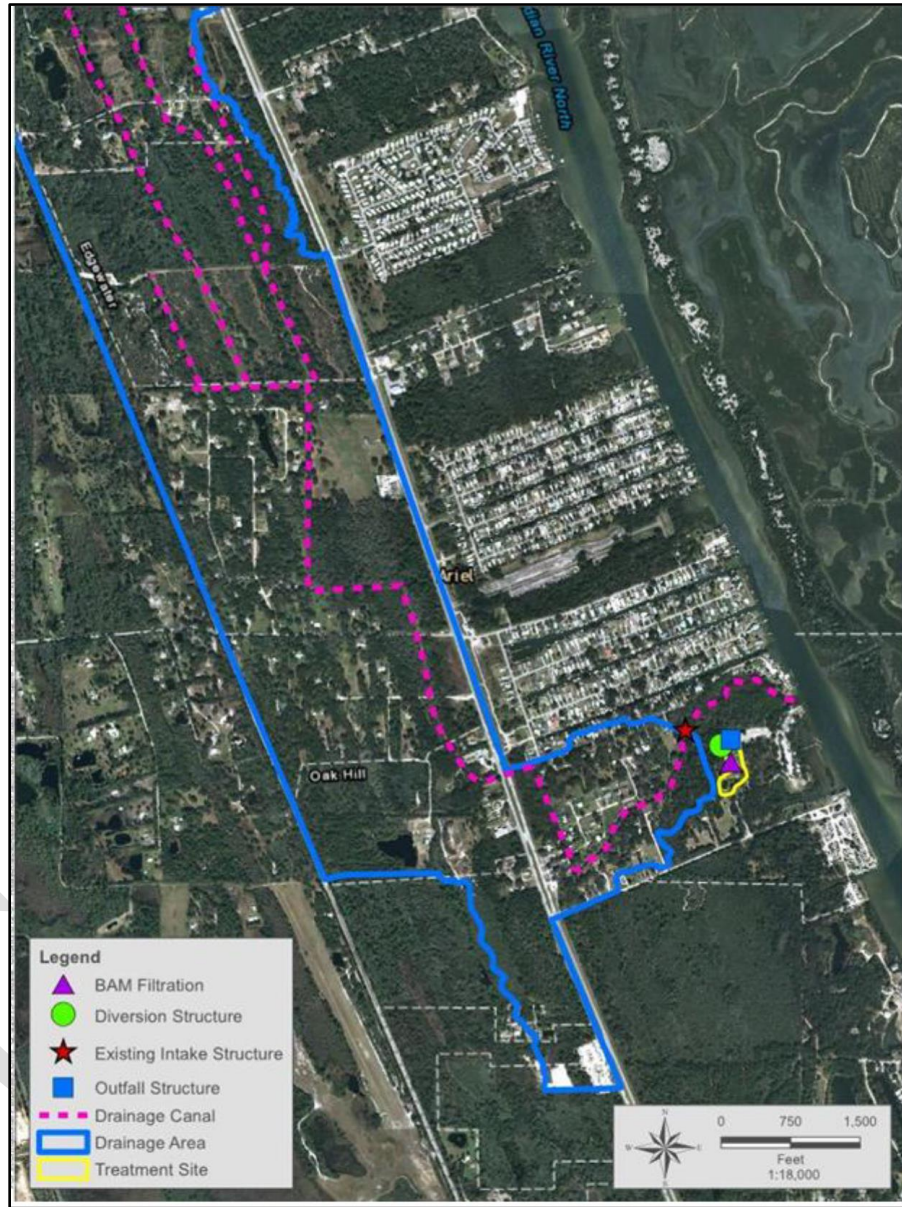 dian River North
Edgewater
Ariel
Oak Hill
Legend
BAM Filtration
Diversion Structure
Existing Intake Structure
Outfall Structure
Drainage Canal
Drainage Area
Treatment Site
N
W E
S
0 750 1,500
Feet
1:18,000